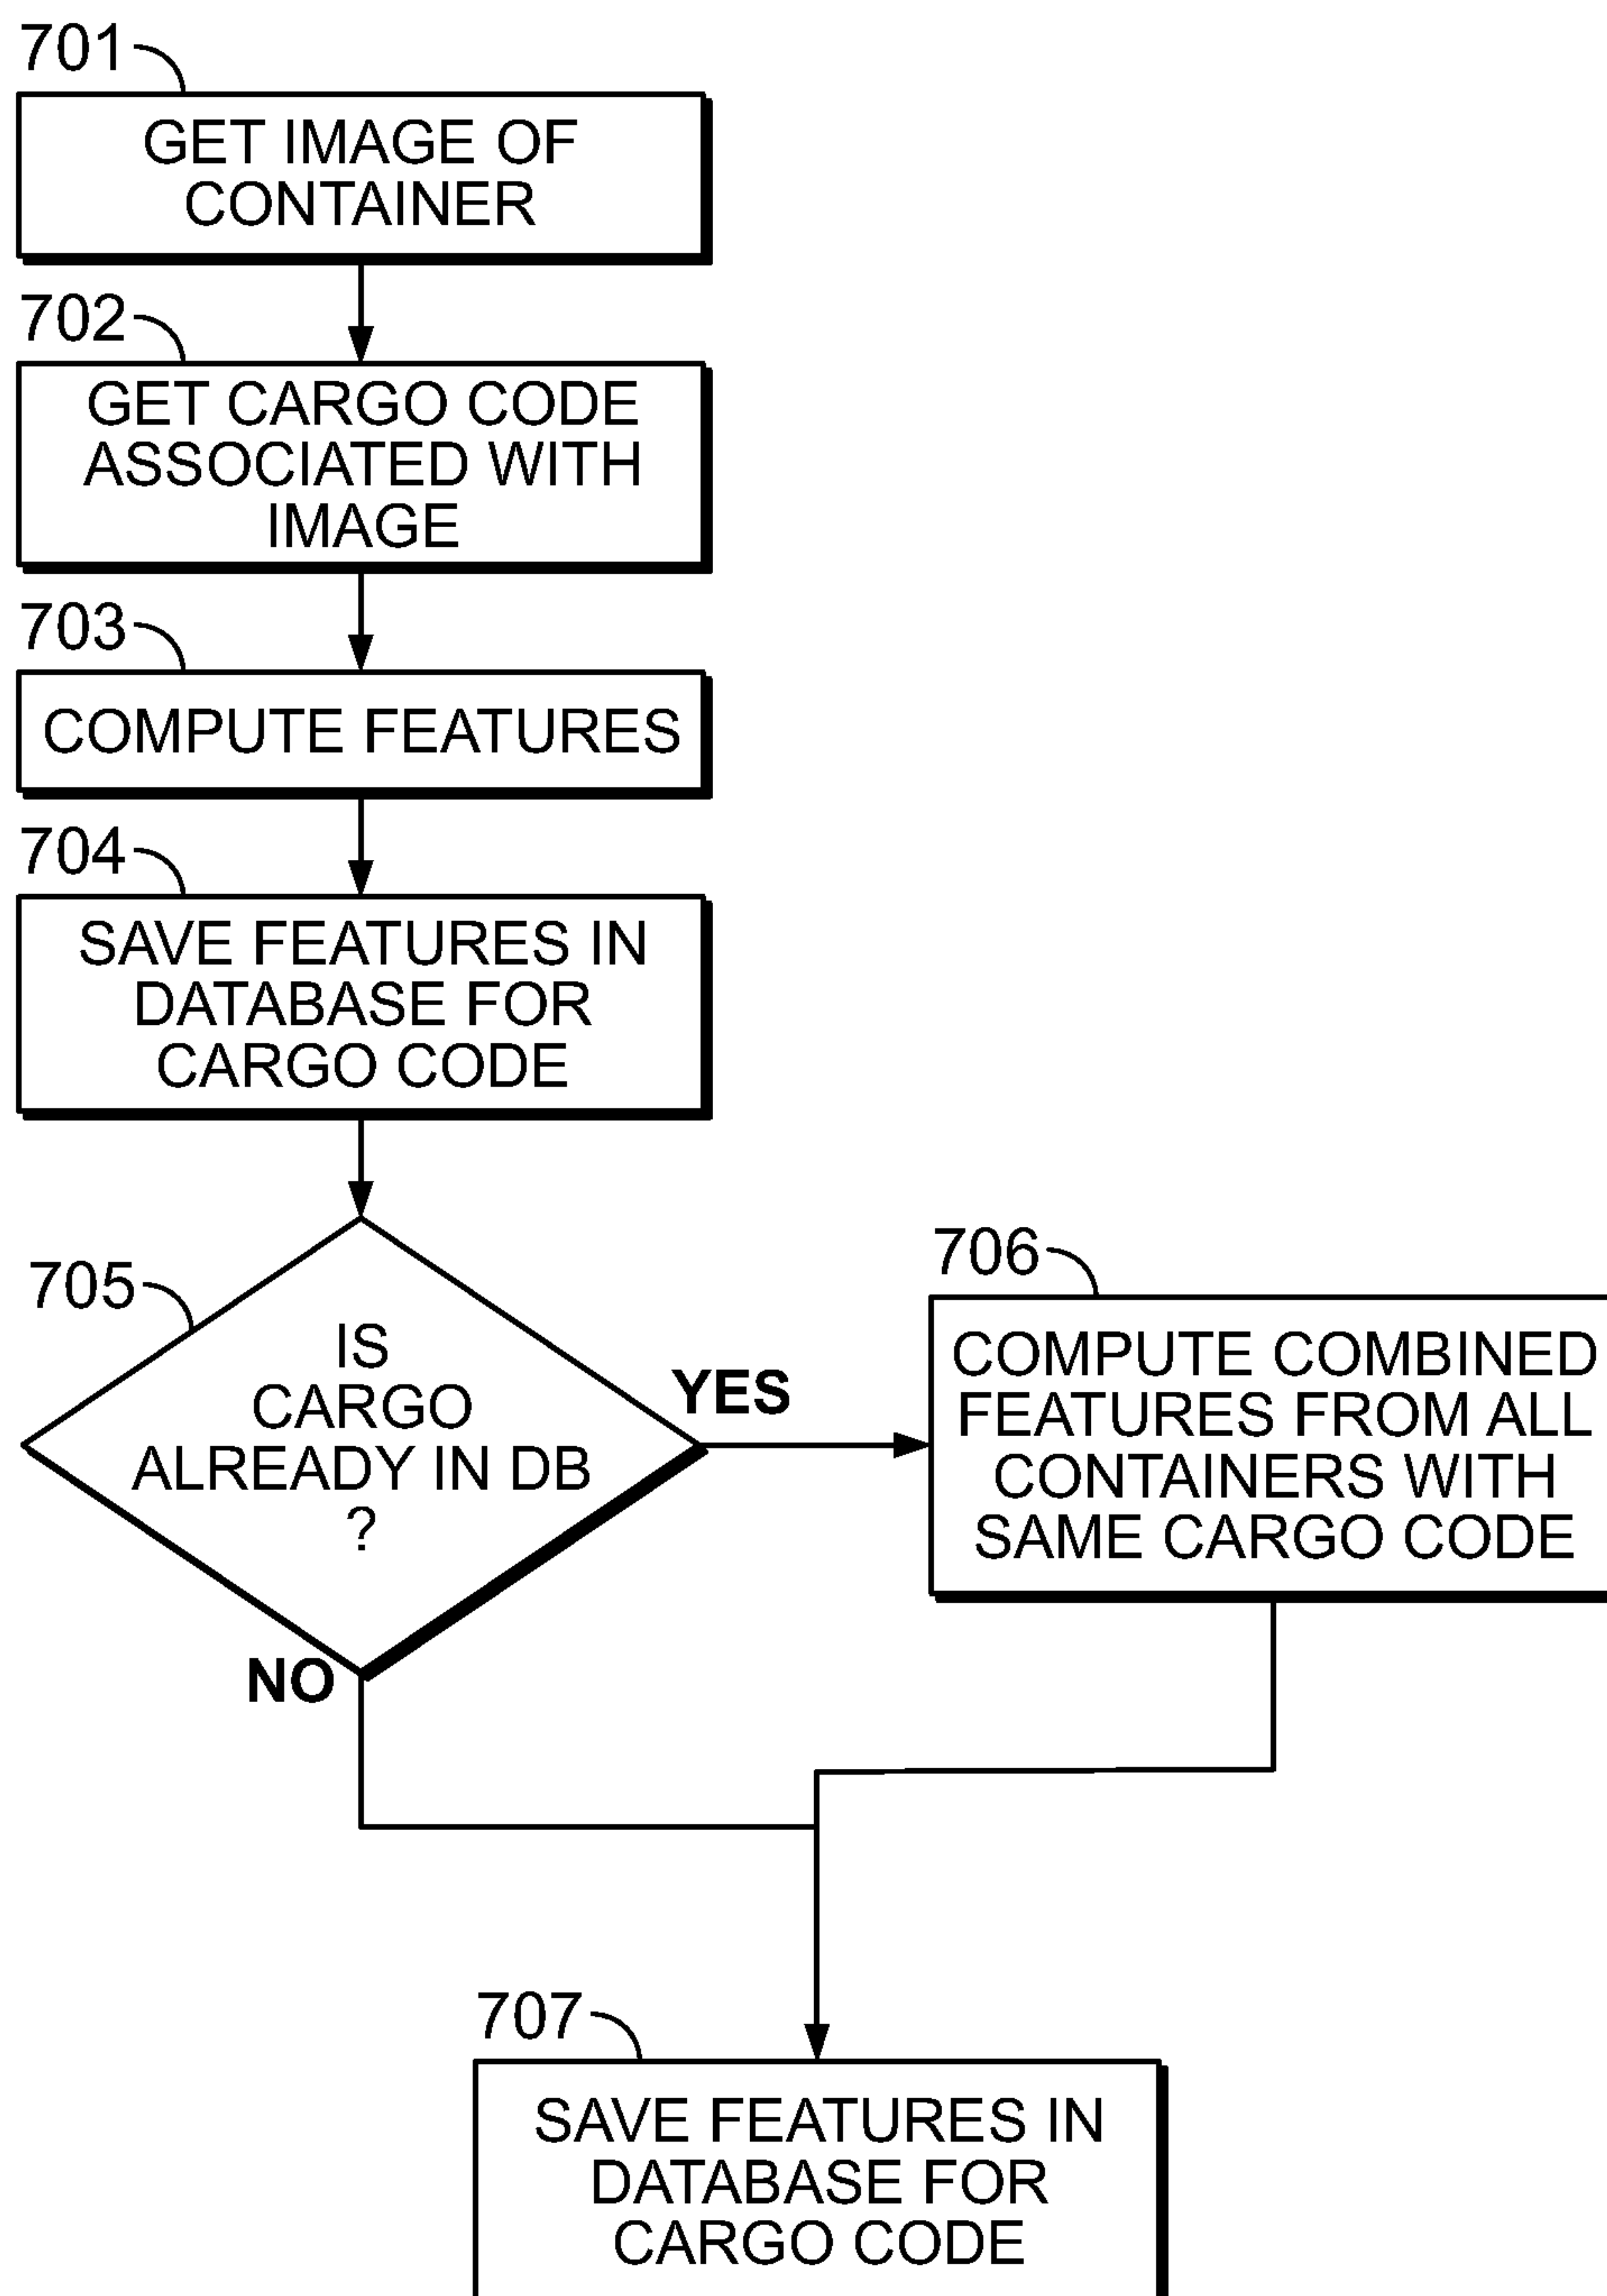 701
GET IMAGE OF
CONTAINER
702
GET CARGO CODE
ASSOCIATED WITH
IMAGE
703
COMPUTE FEATURES
704
SAVE FEATURES IN
DATABASE FOR
CARGO CODE
705
IS
CARGO
ALREADY IN DB
?
YES
NO
706
COMPUTE COMBINED
FEATURES FROM ALL
CONTAINERS WITH
SAME CARGO CODE
707
SAVE FEATURES IN
DATABASE FOR
CARGO CODE